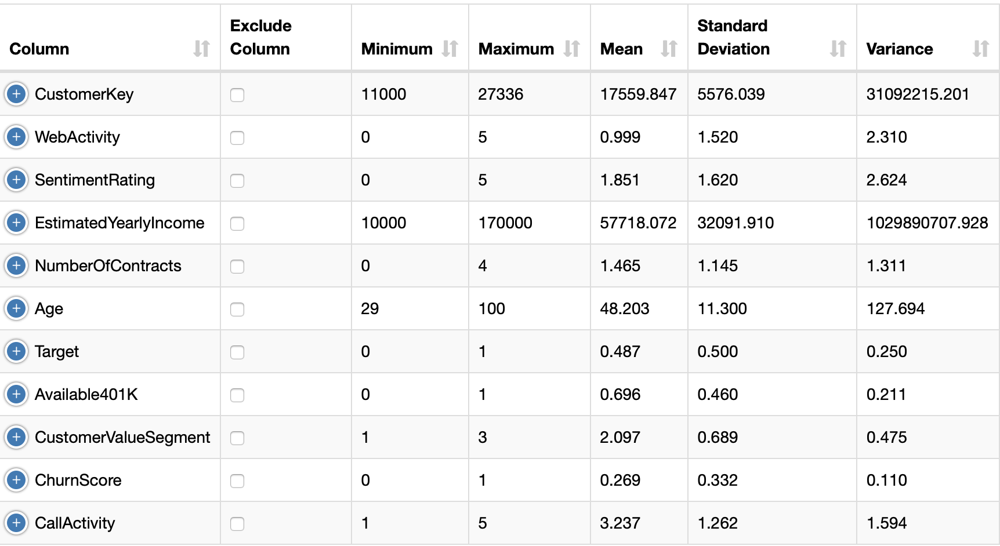 Column Exclude Column Minimum Maximum Mean Standard Deviation Variance
CustomerKey 11000 27336 17559.847 5576.039 31092215.201
WebActivity 0 5 0.999 1.520 2.310
SentimentRating 0 5 1.851 1.620 2.624
EstimatedYearlyIncome 10000 170000 57718.072 32091.910 1029890707.928
NumberOfContracts 0 4 1.465 1.145 1.311
Age 29 100 48.203 11.300 127.694
Target 0 1 0.487 0.500 0.250
Available401K 0 1 0.696 0.460 0.211
CustomerValueSegment 1 3 2.097 0.689 0.475
ChurnScore 0 1 0.269 0.332 0.110
CallActivity 1 5 3.237 1.262 1.594